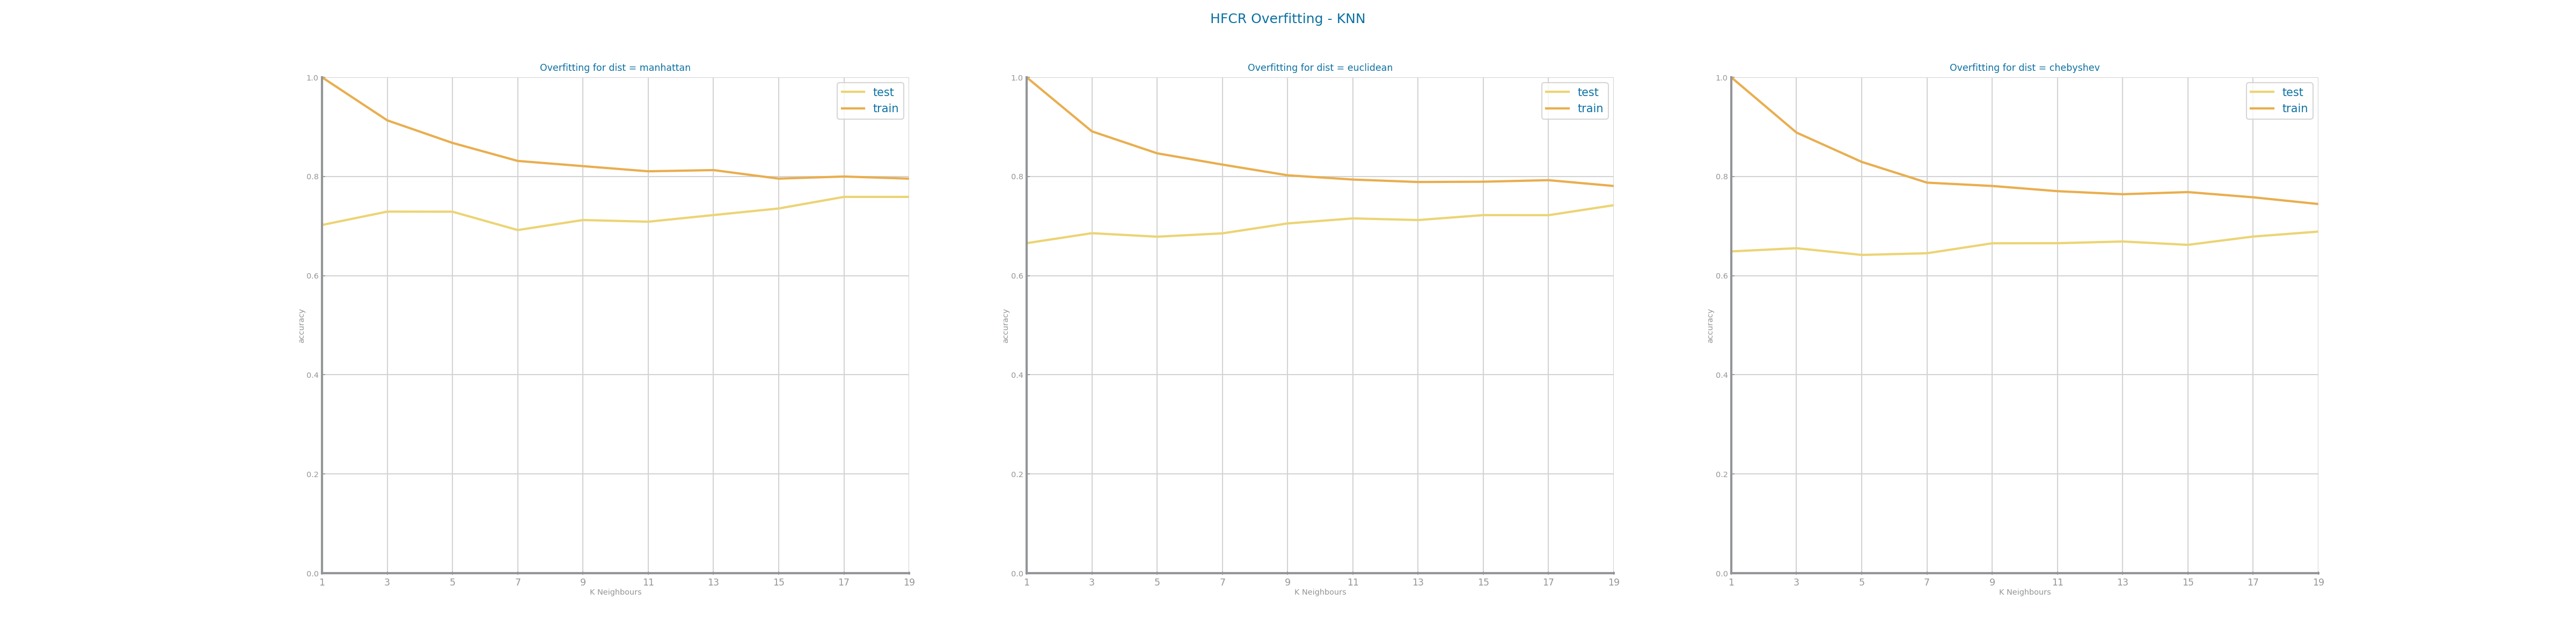 HFCR Overfitting - KNN
Overfitting for dist = manhattan
1.0
0.8
0.6
0.4
0.2
0.0
accuracy
test
train
1 3 5 7 9 11 13 15 17 19
K Neighbours
Overfitting for dist = euclidean
1.0
0.8
0.6
0.4
0.2
0.0
accuracy
test
train
1 3 5 7 9 11 13 15 17 19
K Neighbours
Overfitting for dist = chebyshev
1.0
0.8
0.6
0.4
0.2
0.0
accuracy
test
train
1 3 5 7 9 11 13 15 17 19
K Neighbours